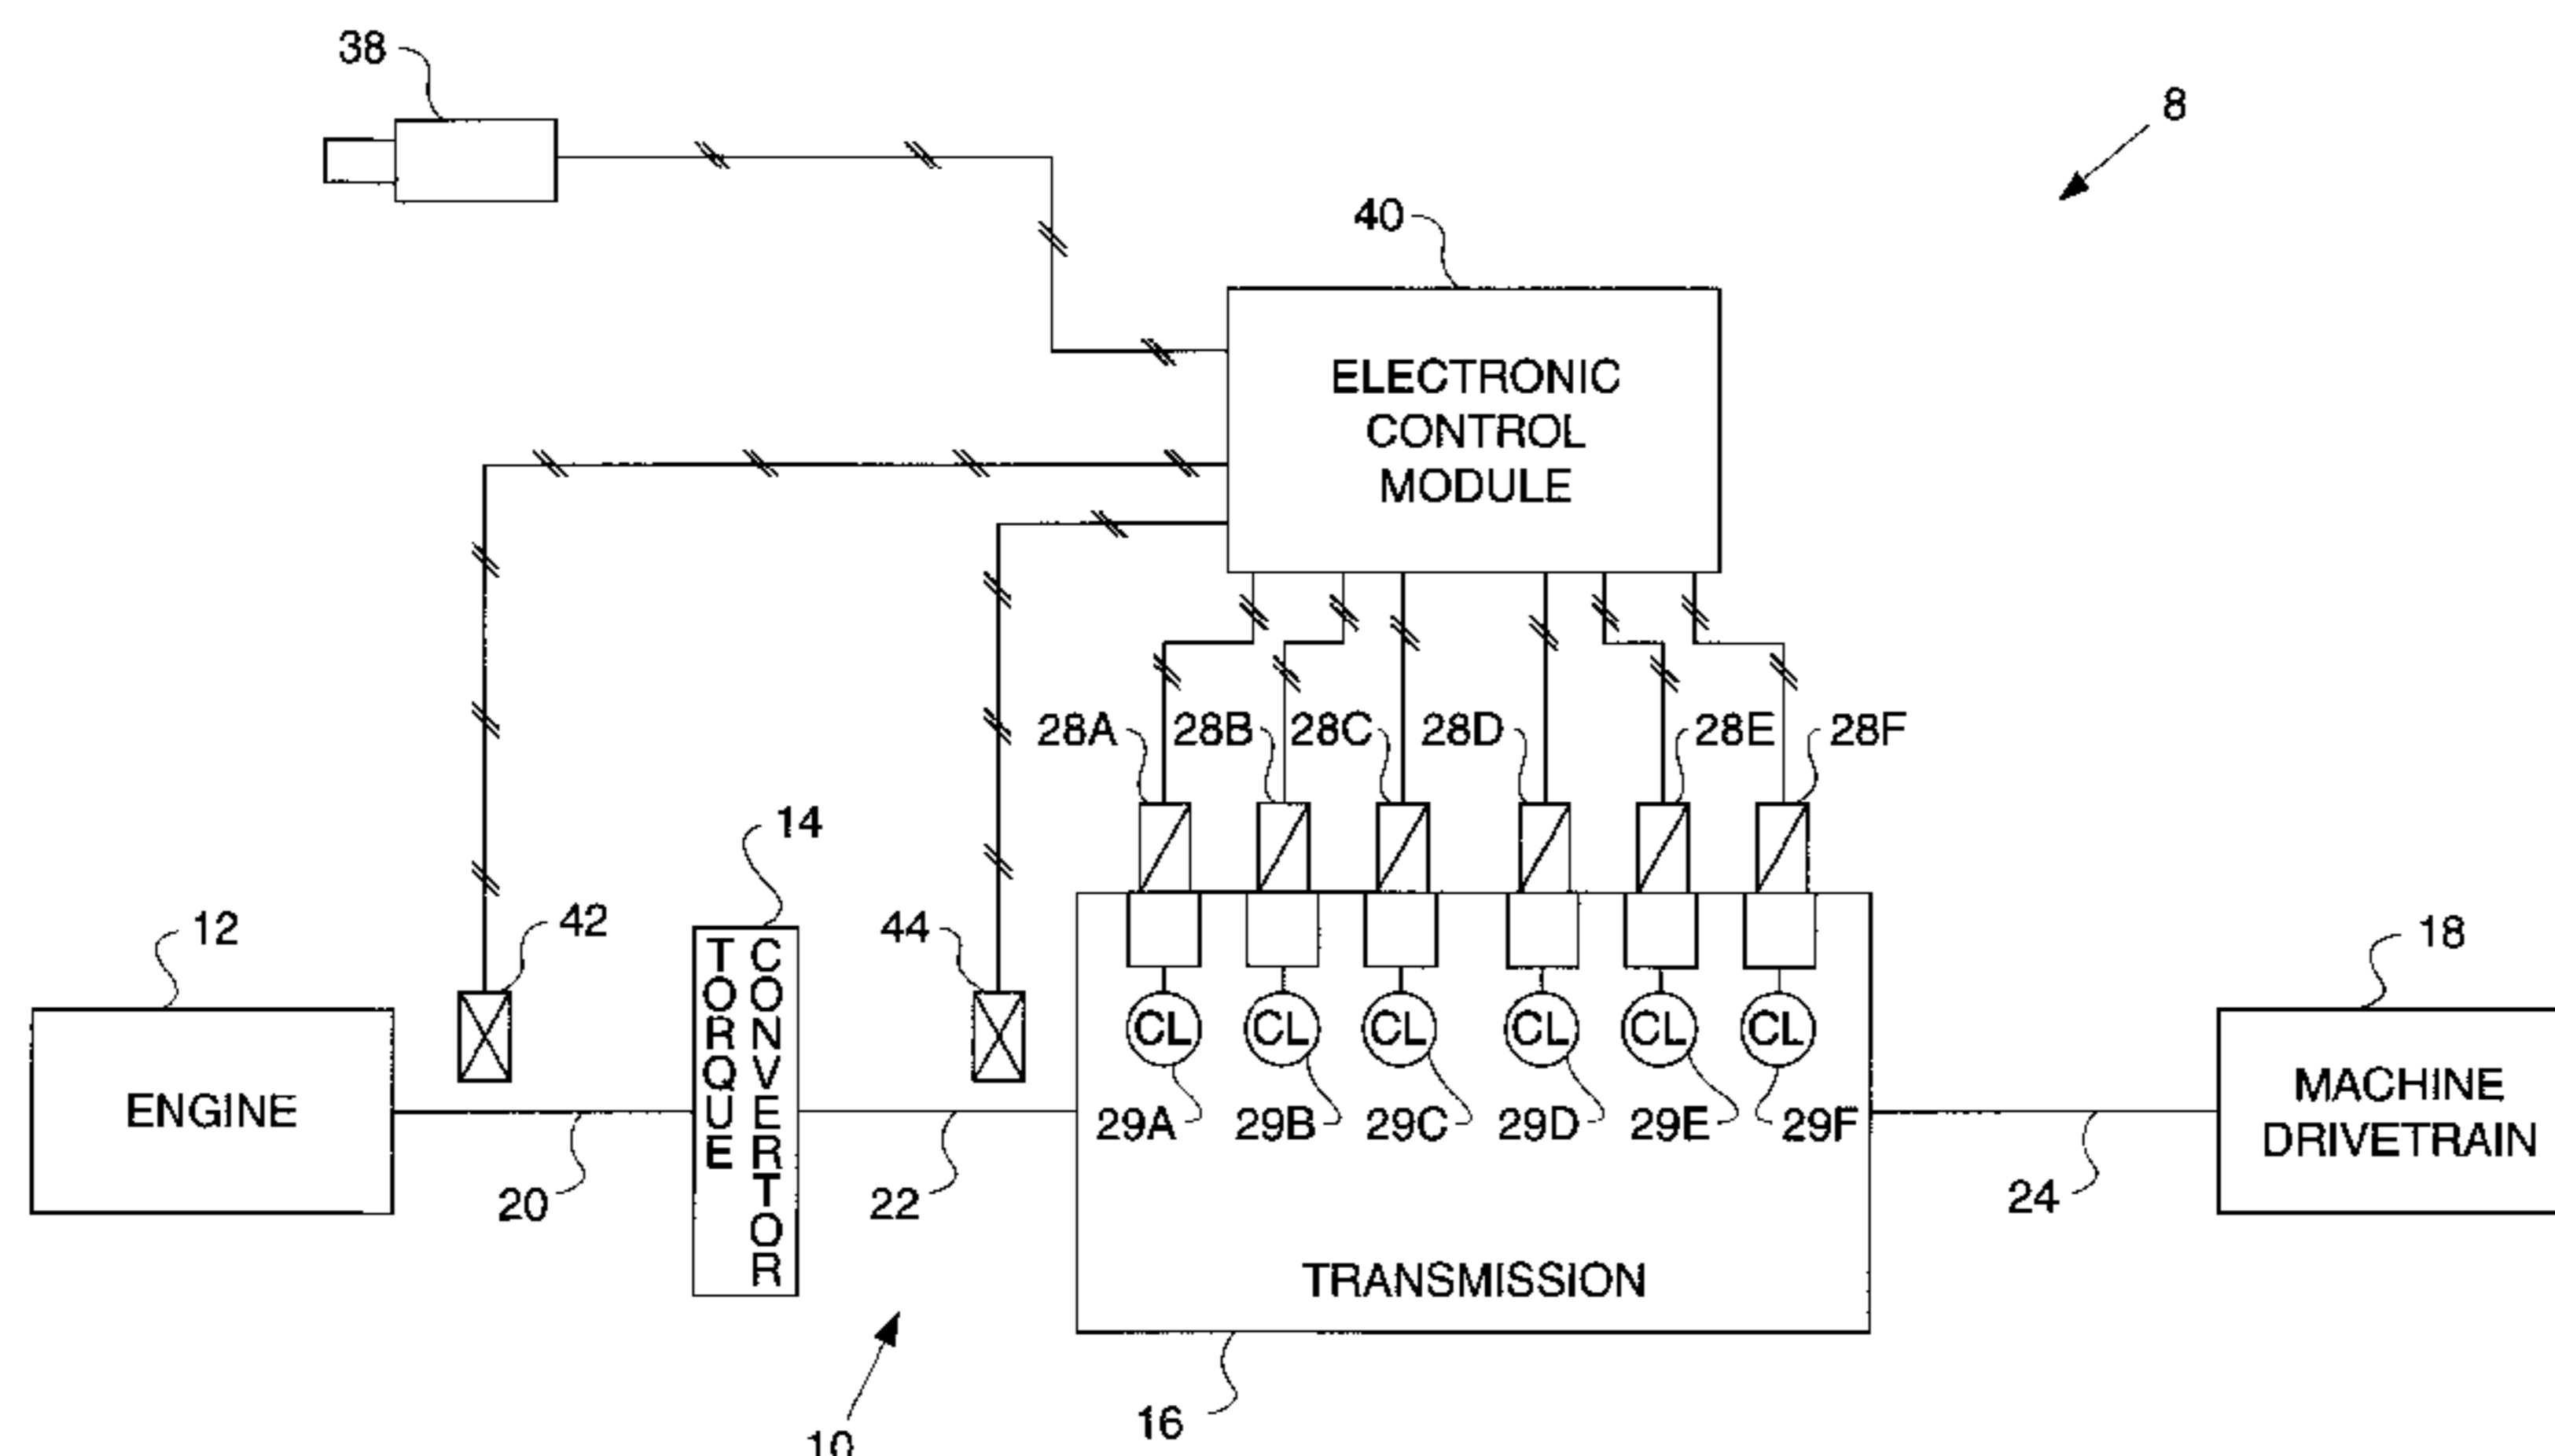 38
8
40
ELECTRONIC
CONTROL
MODULE
28A 28B 28C 28D 28E 28F
14
12
42
TORQUE
CONVERTOR
44
18
ENGINE
CL CL CL CL CL CL
29A 29B 29C 29D 29E 29F
MACHINE
DRIVETRAIN
20
22
24
TRANSMISSION
16
10